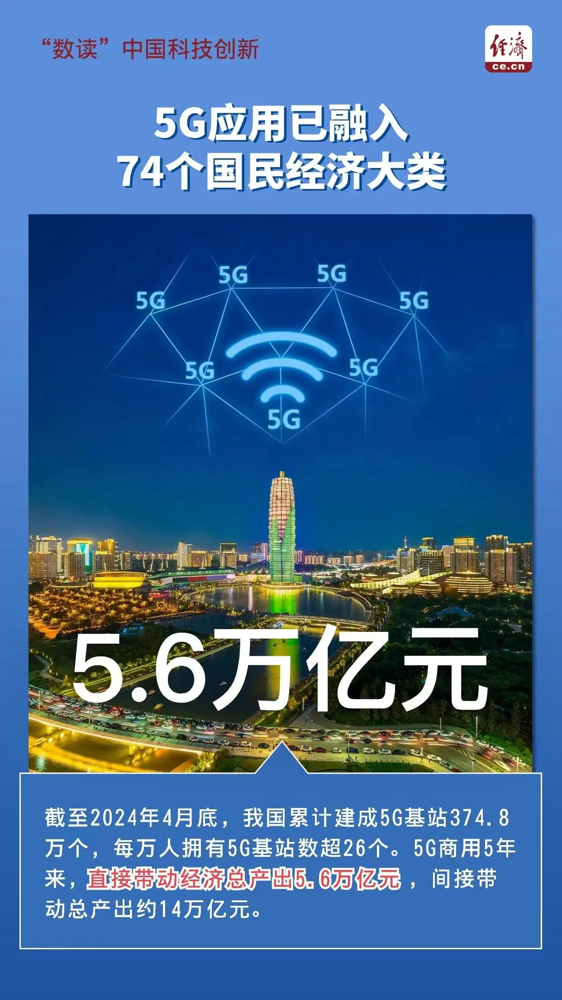 “数读”中国科技创新
经济
ce.cn
5G应用已融入
74个国民经济大类
5G
5G
5G
5G
5G
5G
5G
5.6万亿元
截至2024年4月底，我国累计建成5G基站374.8
万个，每万人拥有5G基站数超26个。5G商用5年
来，直接带动经济总产出5.6万亿元，间接带
动总产出约14万亿元。